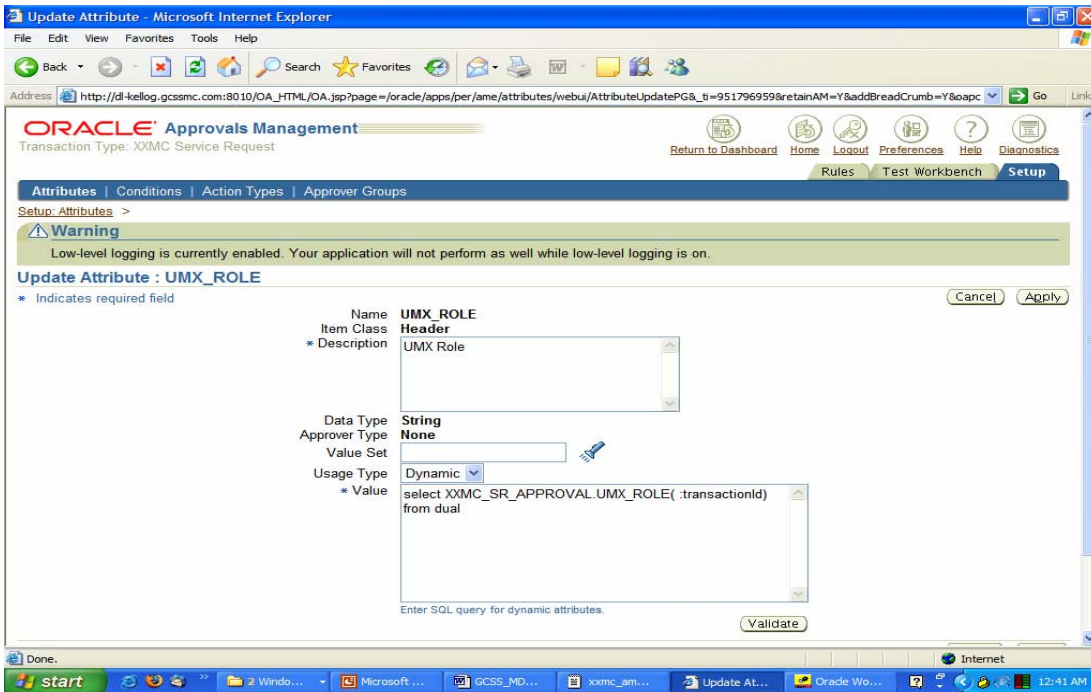 Update Attribute - Microsoft Internet Explorer
File Edit View Favorites Tools Help
Back Search Favorites
Address http://dl-kellog.gcssmc.com:8010/OA_HTML/OA.jsp?page=/oracle/apps/per/ame/attributes/webui/AttributeUpdatePG&_ti=951796959&retainAM=Y&addBreadCrumb=Y&oapc Go Link
ORACLE Approvals Management
Transaction Type: XXMC Service Request
Return to Dashboard Home Logout Preferences Help Diagnostics
Rules Test Workbench Setup
Attributes | Conditions | Action Types | Approver Groups
Setup: Attributes >
Warning
Low-level logging is currently enabled. Your application will not perform as well while low-level logging is on.
Update Attribute : UMX_ROLE
* Indicates required field
Cancel Apply
Name UMX_ROLE
Item Class Header
* Description UMX Role
Data Type String
Approver Type None
Value Set
Usage Type Dynamic
* Value select XXMC_SR_APPROVAL.UMX_ROLE( :transactionId)
from dual
Enter SQL query for dynamic attributes.
Validate
Done. Internet
start 2 Windo... Microsoft ... GCSS_MD... xxmc_am... Update At... Oracle Wo... 12:41 AM